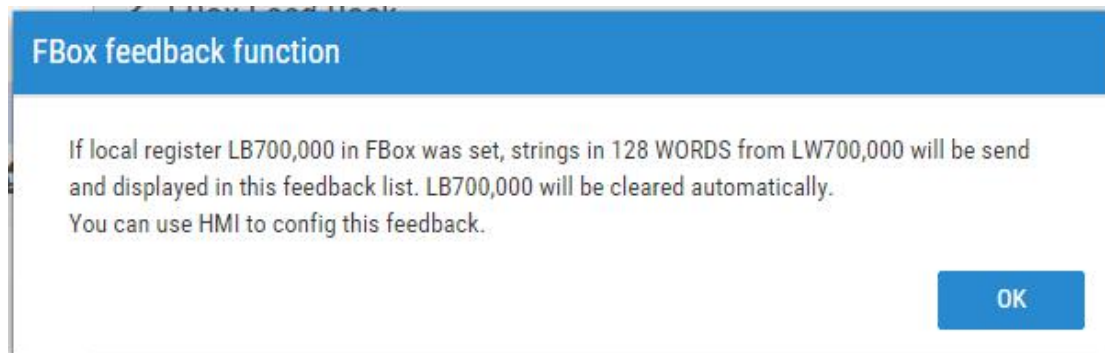 FBox feedback function
If local register LB700,000 in FBox was set, strings in 128 WORDS from LW700,000 will be send
and displayed in this feedback list. LB700,000 will be cleared automatically.
You can use HMI to config this feedback.
OK